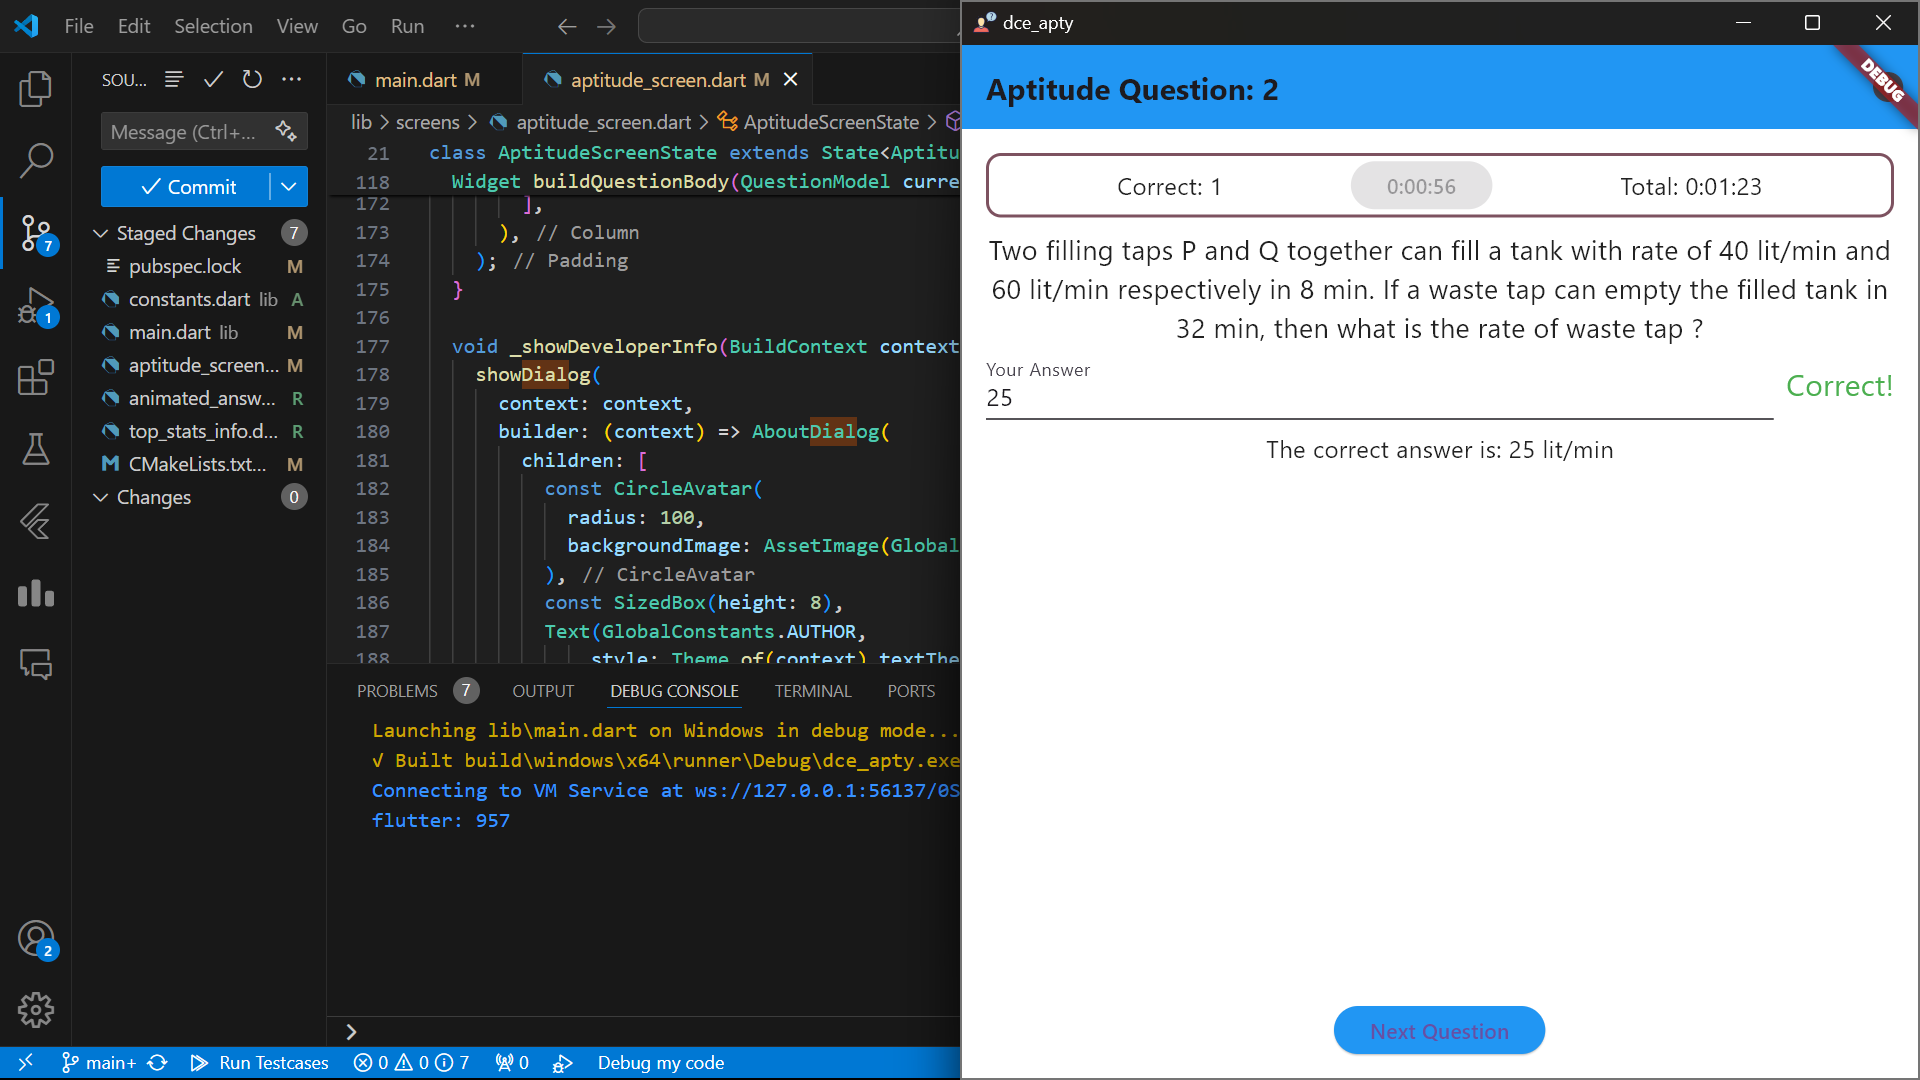 File Edit Selection View Go Run ···
SOU...
Message (Ctrl+...
Commit
Staged Changes 7
pubspec.lock M
constants.dart lib A
main.dart lib M
aptitude_screen... M
animated_answ... R
top_stats_info.d... R
CMakeLists.txt... M
Changes 0
7
1
2
main.dart M
aptitude_screen.dart M
lib > screens > aptitude_screen.dart > AptitudeScreenState >
21 class AptitudeScreenState extends State<Aptitu
118 Widget buildQuestionBody(QuestionModel curre
172 ],
173 ), // Column
174 ); // Padding
175 }
176
177 void _showDeveloperInfo(BuildContext context
178 showDialog(
179 context: context,
180 builder: (context) => AboutDialog(
181 children: [
182 const CircleAvatar(
183 radius: 100,
184 backgroundImage: AssetImage(Global
185 ), // CircleAvatar
186 const SizedBox(height: 8),
187 Text(GlobalConstants.AUTHOR,
188 style: Theme.of(context).textThe
PROBLEMS 7 OUTPUT DEBUG CONSOLE TERMINAL PORTS
Launching lib\main.dart on Windows in debug mode...
√ Built build\windows\x64\runner\Debug\dce_apty.exe
Connecting to VM Service at ws://127.0.0.1:56137/0S
flutter: 957
>
main+ Run Testcases 0 0 7 0 Debug my code
dce_apty
Aptitude Question: 2
DEBUG
Correct: 1 0:00:56 Total: 0:01:23
Two filling taps P and Q together can fill a tank with rate of 40 lit/min and
60 lit/min respectively in 8 min. If a waste tap can empty the filled tank in
32 min, then what is the rate of waste tap ?
Your Answer
25
Correct!
The correct answer is: 25 lit/min
Next Question